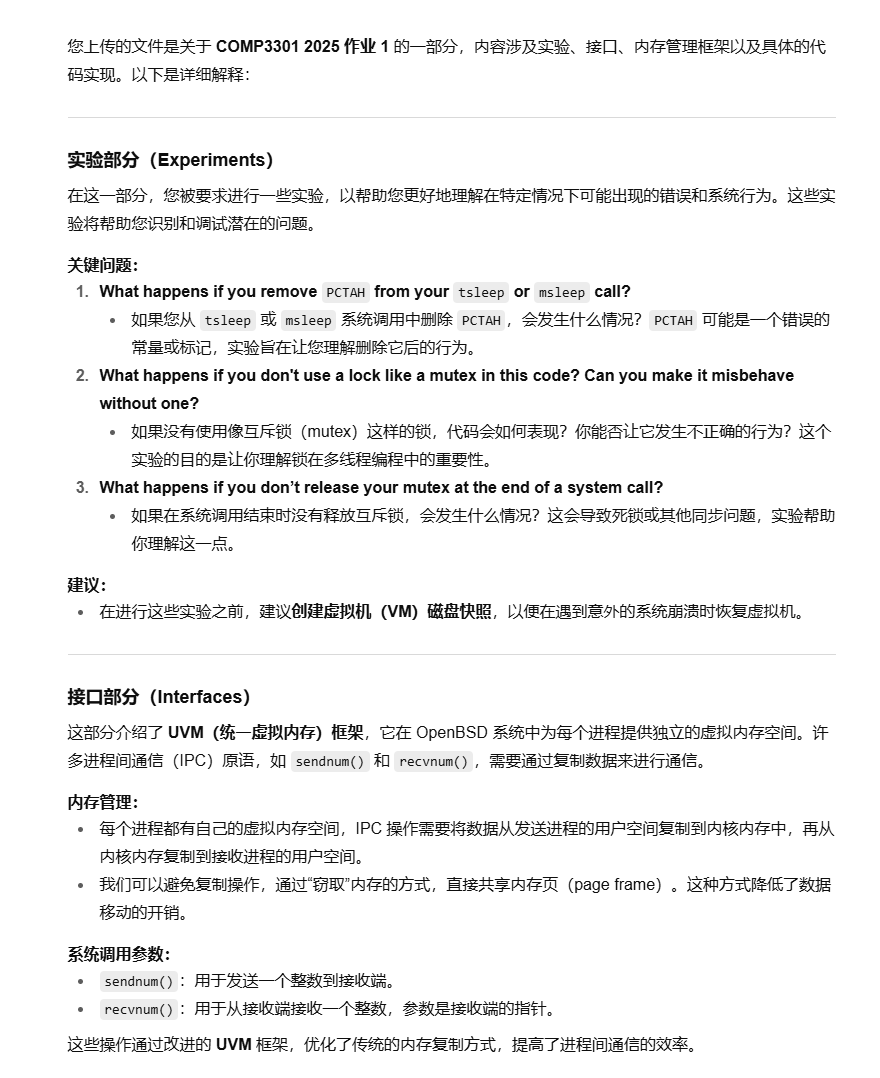 您上传的文件是关于 COMP3301 2025 作业 1 的一部分，内容涉及实验、接口、内存管理框架以及具体的代
码实现。以下是详细解释：
实验部分（Experiments）
在这一部分，您被要求进行一些实验，以帮助您更好地理解在特定情况下可能出现的错误和系统行为。这些实
验将帮助您识别和调试潜在的问题。
关键问题：
1. What happens if you remove PCTAH from your tsleep or msleep call?
• 如果您从 tsleep 或 msleep 系统调用中删除 PCTAH，会发生什么情况？PCTAH 可能是一个错误的
常量或标记，实验旨在让您理解删除它后的行为。
2. What happens if you don't use a lock like a mutex in this code? Can you make it misbehave
without one?
• 如果没有使用像互斥锁（mutex）这样的锁，代码会如何表现？你能否让它发生不正确的行为？这个
实验的目的是让你理解锁在多线程编程中的重要性。
3. What happens if you don’t release your mutex at the end of a system call?
• 如果在系统调用结束时没有释放互斥锁，会发生什么情况？这会导致死锁或其他同步问题，实验帮助
你理解这一点。
建议：
• 在进行这些实验之前，建议创建虚拟机（VM）磁盘快照，以便在遇到意外的系统崩溃时恢复虚拟机。
接口部分（Interfaces）
这部分介绍了 UVM（统一虚拟内存）框架，它在 OpenBSD 系统中为每个进程提供独立的虚拟内存空间。许
多进程间通信（IPC）原语，如 sendnum() 和 recvnum()，需要通过复制数据来进行通信。
内存管理：
• 每个进程都有自己的虚拟内存空间，IPC 操作需要将数据从发送进程的用户空间复制到内核内存中，再从
内核内存复制到接收进程的用户空间。
• 我们可以避免复制操作，通过“窃取”内存的方式，直接共享内存页（page frame）。这种方式降低了数据
移动的开销。
系统调用参数：
• sendnum()：用于发送一个整数到接收端。
• recvnum()：用于从接收端接收一个整数，参数是接收端的指针。
这些操作通过改进的 UVM 框架，优化了传统的内存复制方式，提高了进程间通信的效率。